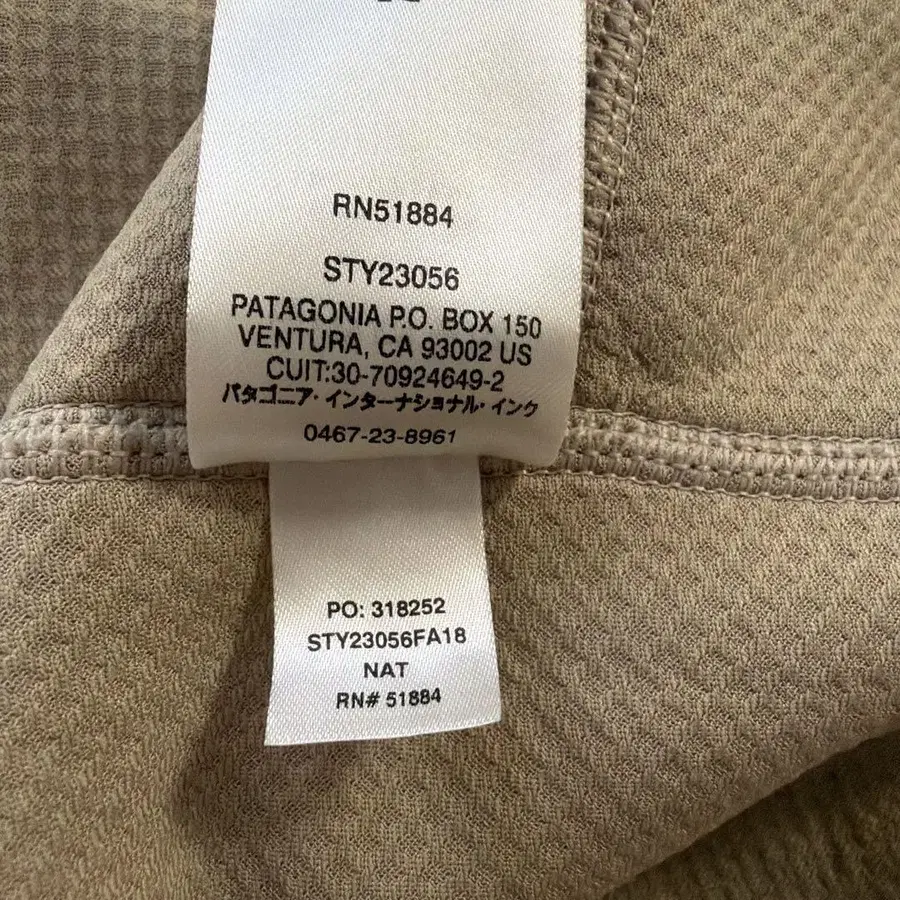 RN51884
STY23056
PATAGONIA P.O. BOX 150
VENTURA, CA 93002 US
CUIT:30-70924649-2
パタゴニア・インターナショナル・インク
0467-23-8961
PO: 318252
STY23056FA18
NAT
RN# 51884